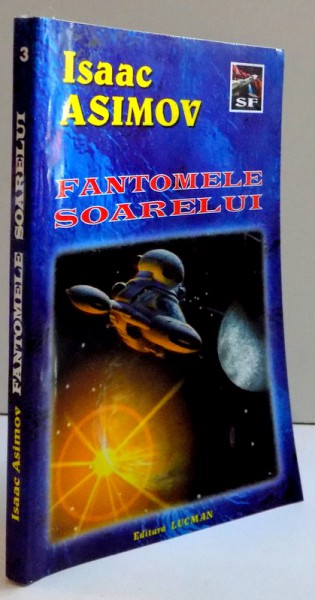 3
Isaac Asimov FANTOMELE SOARELUI
Isaac
ASIMOV
SF
FANTOMELE
SOARELUI
Editura LUCMAN